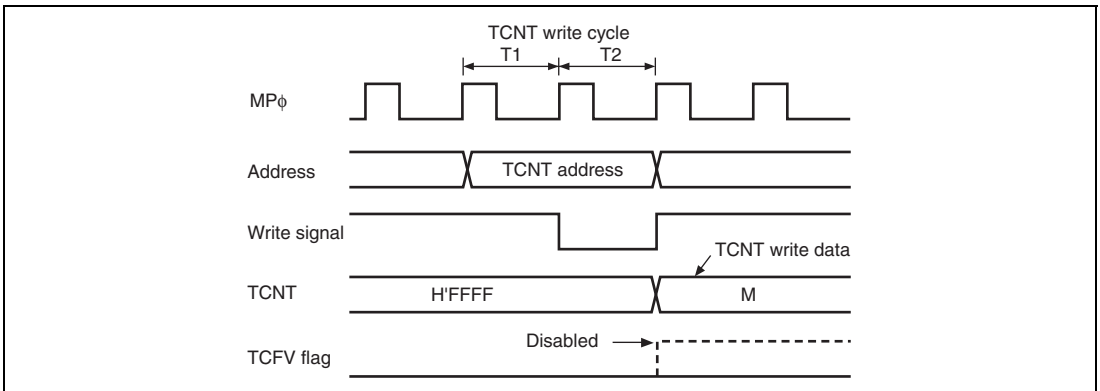 TCNT write cycle
T1 T2
MPϕ
Address TCNT address
Write signal
TCNT write data
TCNT H'FFFF M
Disabled
TCFV flag